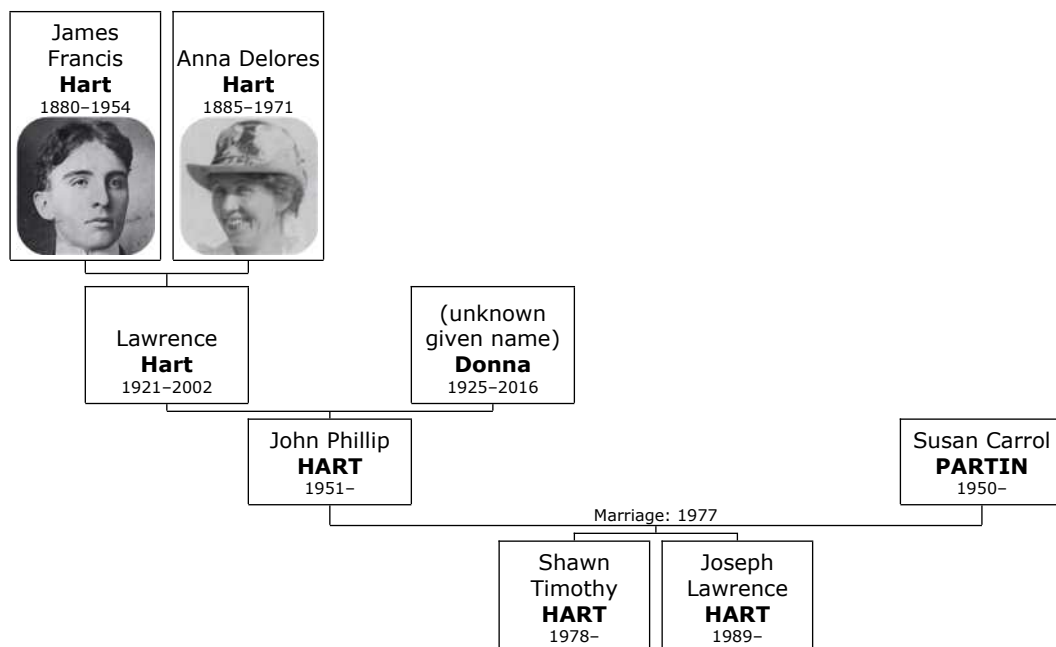 James
Francis
Hart
1880–1954
Anna Delores
Hart
1885–1971
Lawrence
Hart
1921–2002
(unknown
given name)
Donna
1925–2016
John Phillip
HART
1951–
Susan Carrol
PARTIN
1950–
Marriage: 1977
Shawn
Timothy
HART
1978–
Joseph
Lawrence
HART
1989–